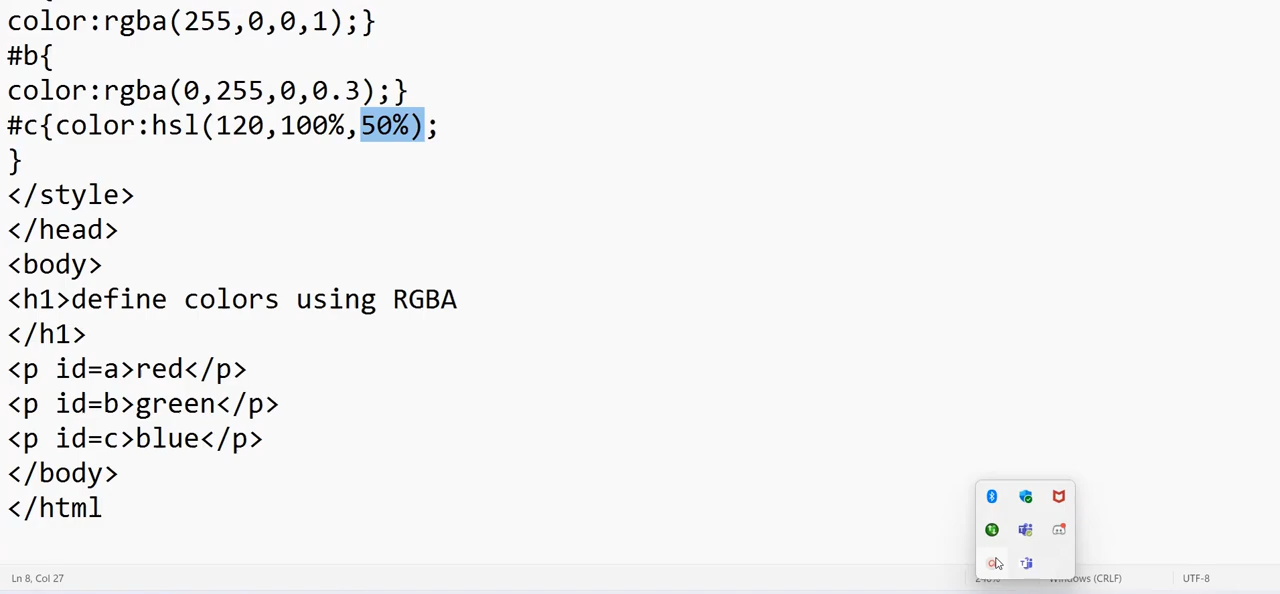 color:rgba(255,0,0,1);}
#b{
color:rgba(0,255,0,0.3);}
#c{color:hsl(120,100%,50%);
}
</style>
</head>
<body>
<h1>define colors using RGBA
</h1>
<p id=a>red</p>
<p id=b>green</p>
<p id=c>blue</p>
</body>
</html
Ln 8, Col 27
Windows (CRLF)
UTF-8